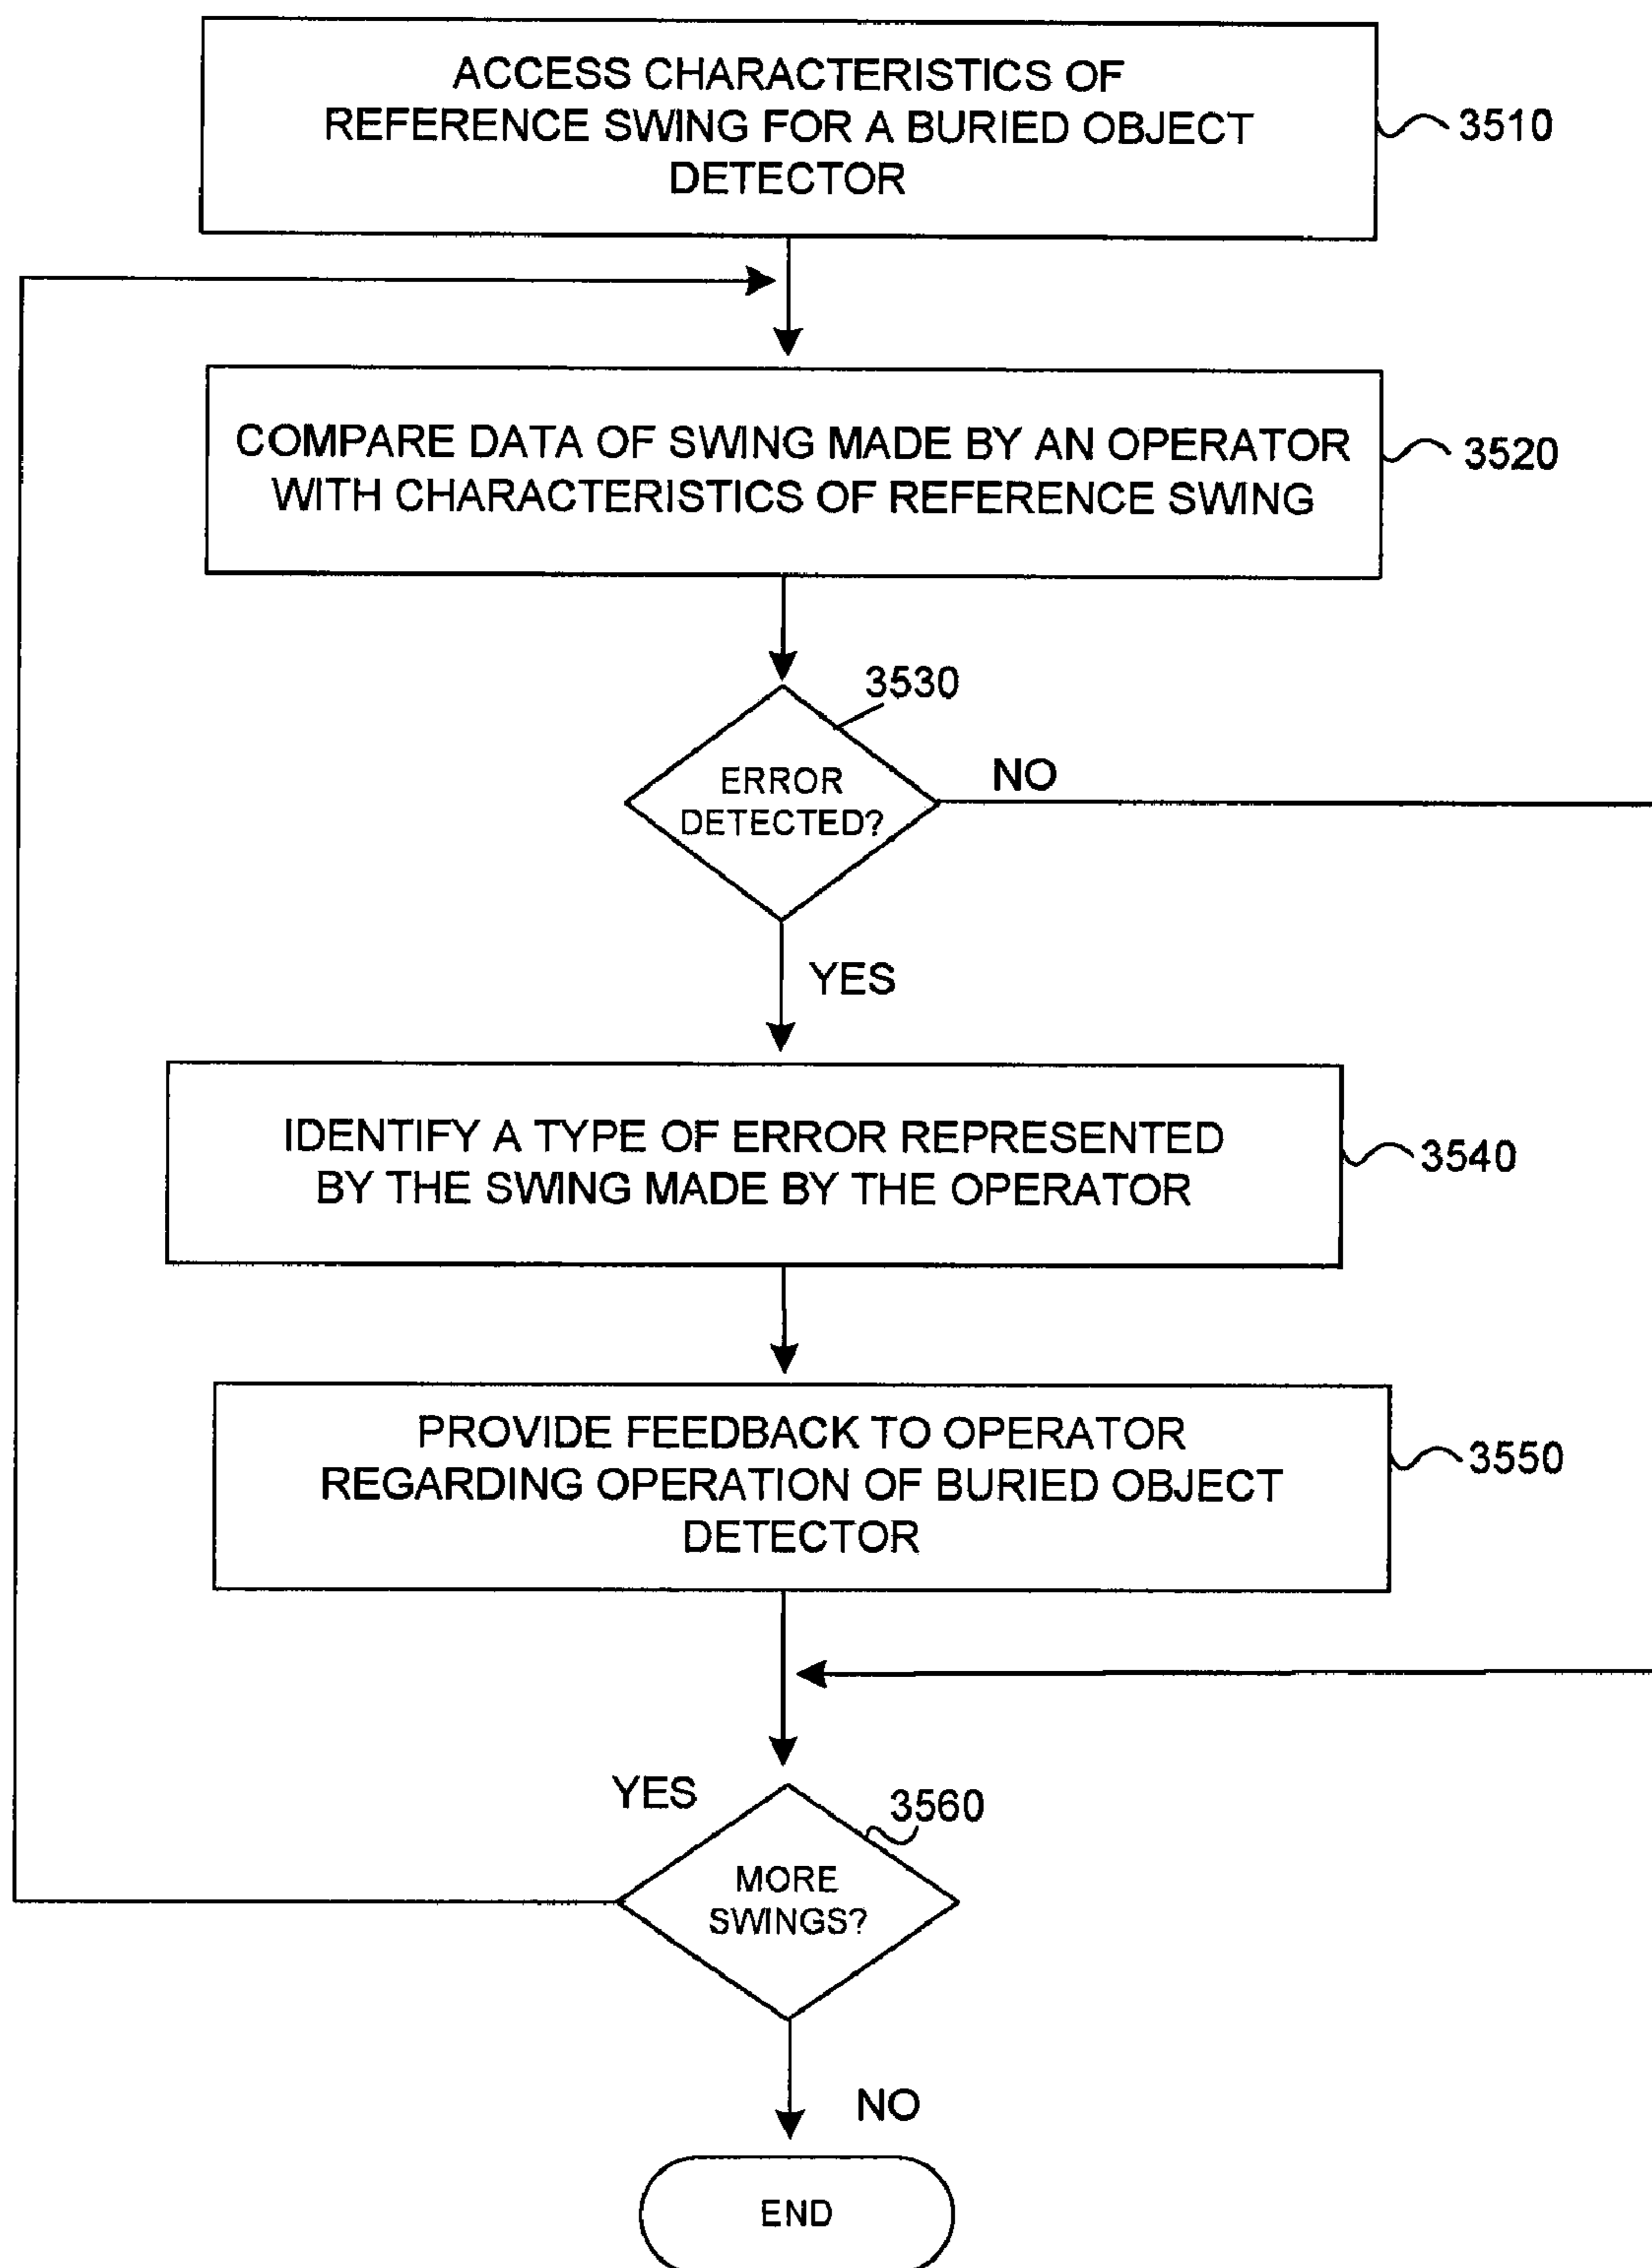 ACCESS CHARACTERISTICS OF
REFERENCE SWING FOR A BURIED OBJECT
DETECTOR
3510
COMPARE DATA OF SWING MADE BY AN OPERATOR
WITH CHARACTERISTICS OF REFERENCE SWING
3520
3530
ERROR
DETECTED?
NO
YES
IDENTIFY A TYPE OF ERROR REPRESENTED
BY THE SWING MADE BY THE OPERATOR
3540
PROVIDE FEEDBACK TO OPERATOR
REGARDING OPERATION OF BURIED OBJECT
DETECTOR
3550
YES
3560
MORE
SWINGS?
NO
END